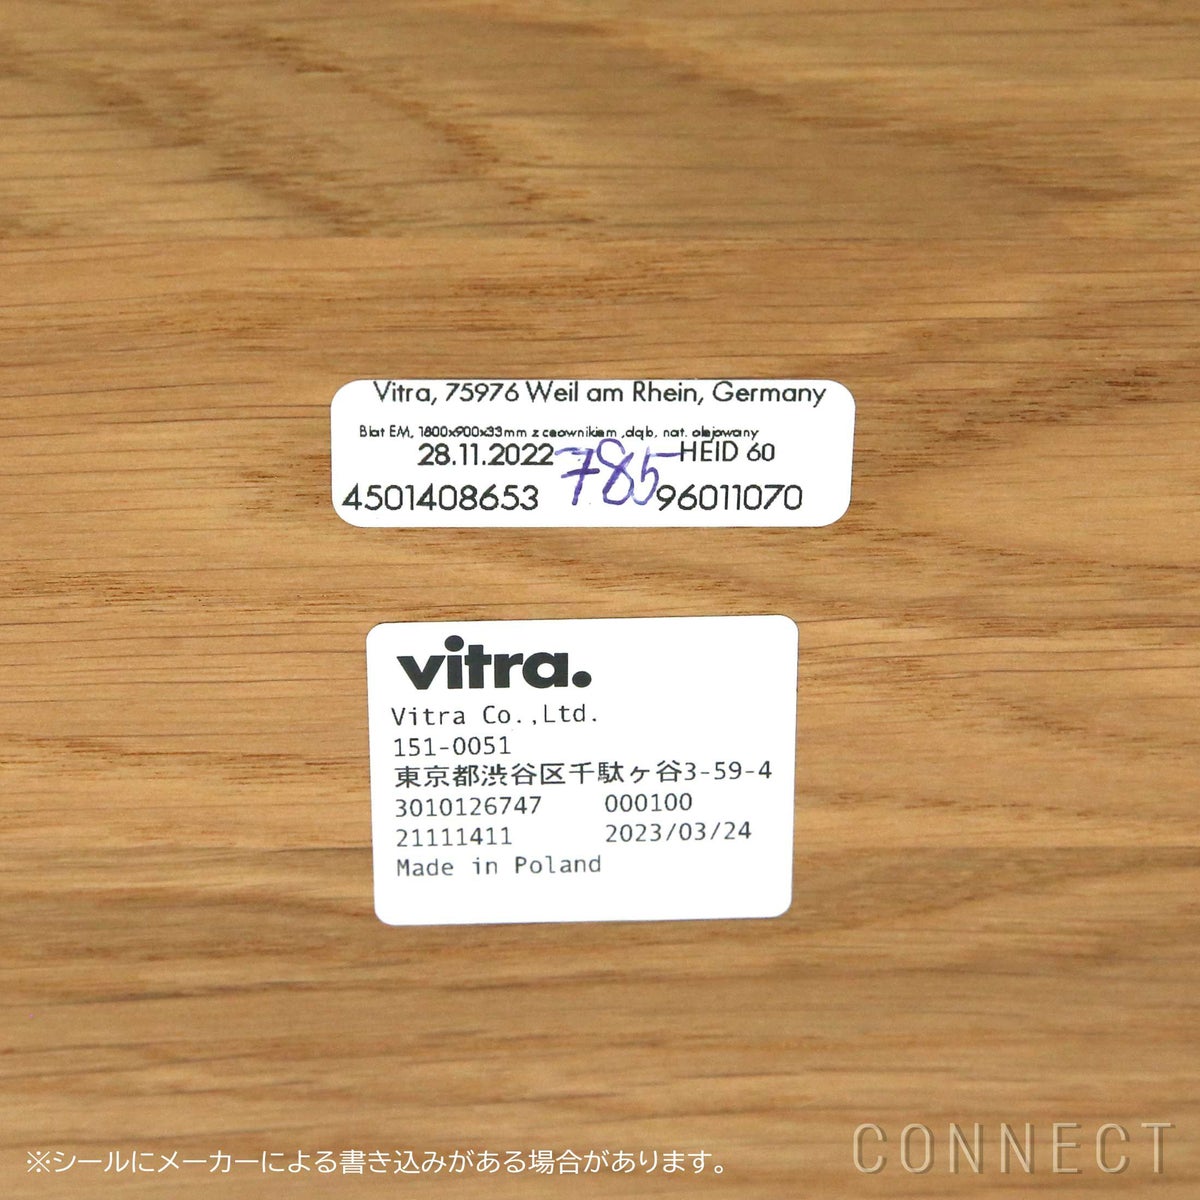 Vitra, 75976 Weil am Rhein, Germany
Blat EM, 1800x900x33mm z ceownikiem ,dąb, nat. olejowany
28.11.2022 785 HEID 60
4501408653 96011070
vitra.
Vitra Co.,Ltd.
151-0051
東京都渋谷区千駄ヶ谷3-59-4
3010126747 000100
21111411 2023/03/24
Made in Poland
※シールにメーカーによる書き込みがある場合があります。
CONNECT